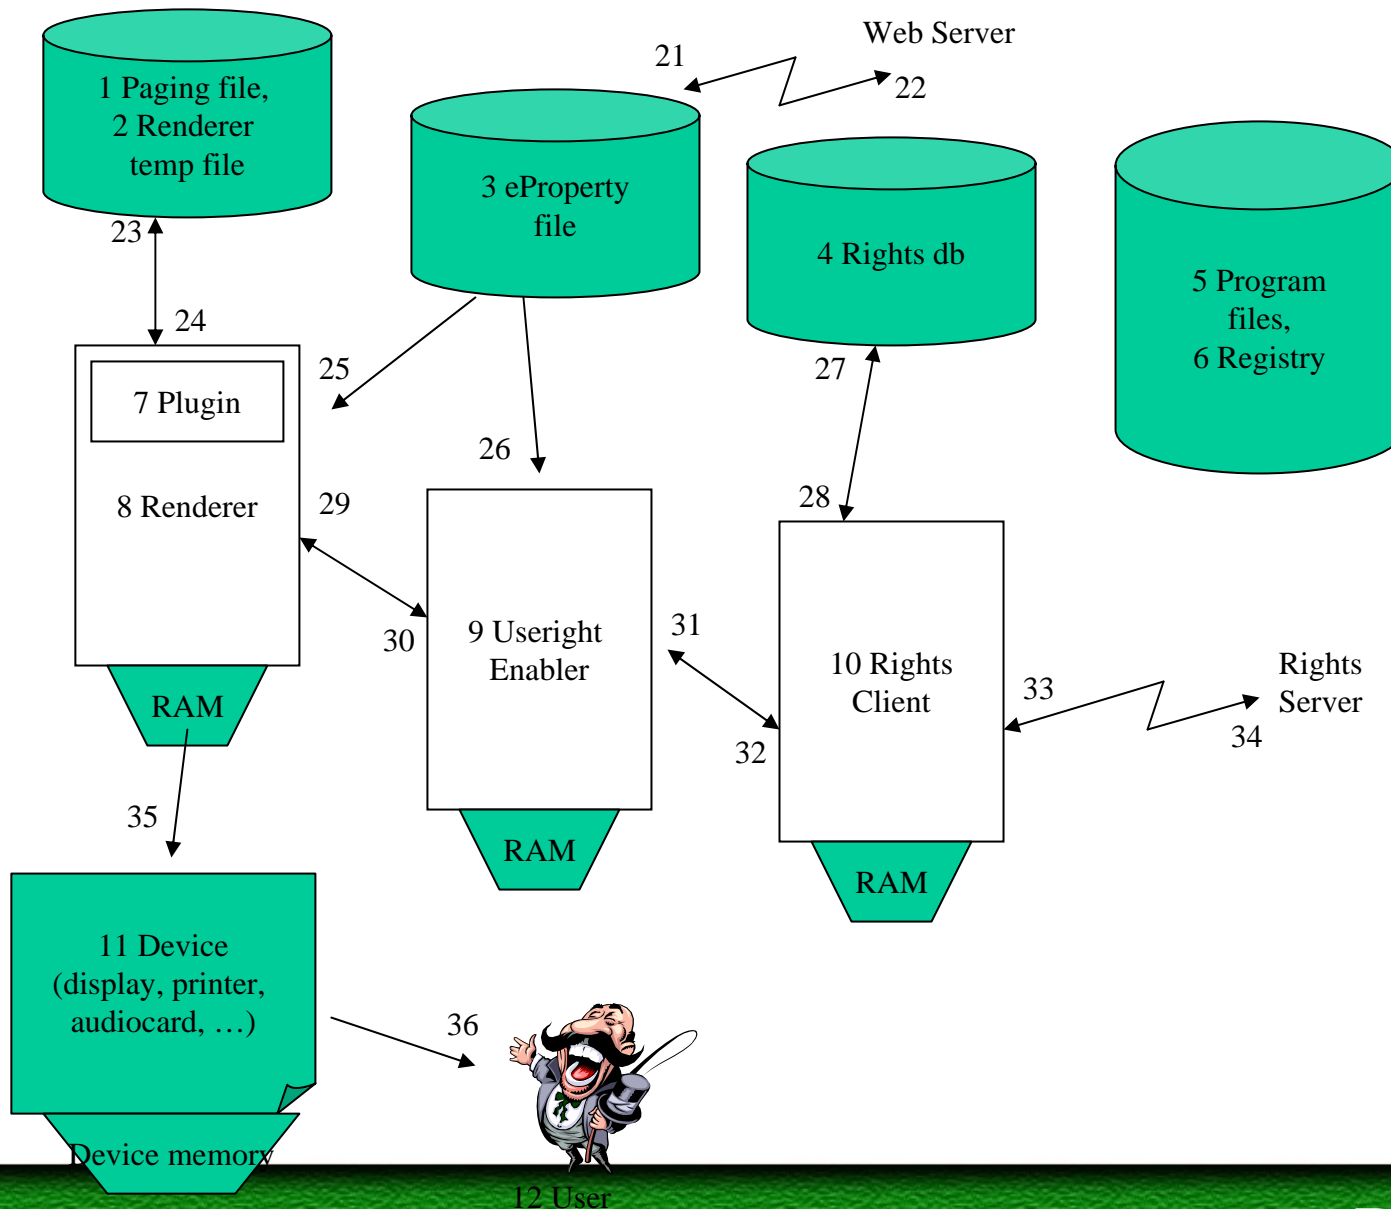 Web Server
21
22
1 Paging file,
2 Renderer
temp file
3 eProperty
file
4 Rights db
5 Program
files,
6 Registry
23
24
25
26
27
28
7 Plugin
8 Renderer
29
30
9 Useright
Enabler
31
32
10 Rights
Client
33
34
Rights
Server
RAM
RAM
RAM
35
11 Device
(display, printer,
audiocard, …)
36
Device memory
12 User